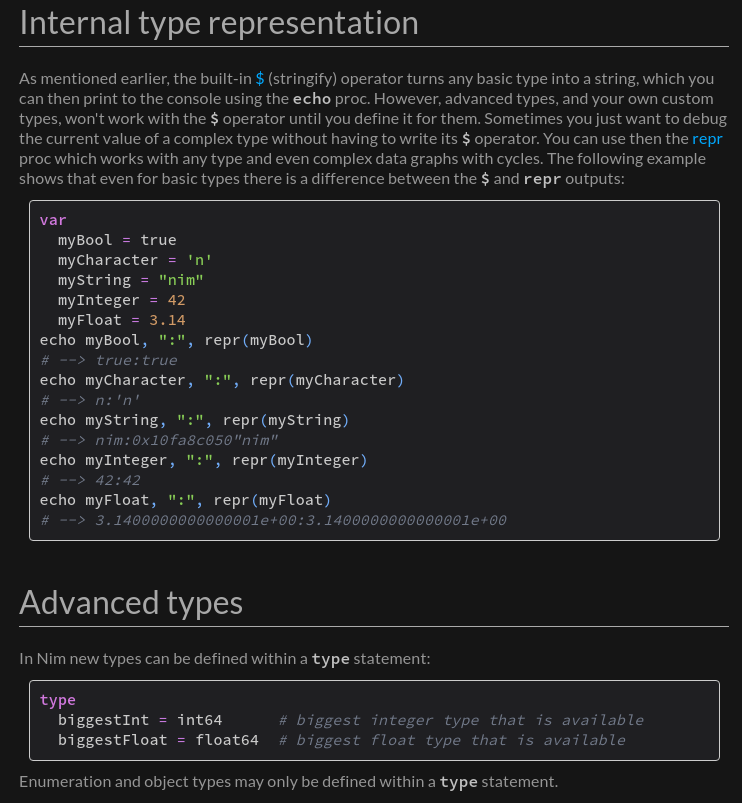 Internal type representation
As mentioned earlier, the built-in $ (stringify) operator turns any basic type into a string, which you
can then print to the console using the echo proc. However, advanced types, and your own custom
types, won't work with the $ operator until you define it for them. Sometimes you just want to debug
the current value of a complex type without having to write its $ operator. You can use then the repr
proc which works with any type and even complex data graphs with cycles. The following example
shows that even for basic types there is a difference between the $ and repr outputs:
var
  myBool = true
  myCharacter = 'n'
  myString = "nim"
  myInteger = 42
  myFloat = 3.14
echo myBool, ":", repr(myBool)
# --> true:true
echo myCharacter, ":", repr(myCharacter)
# --> n:'n'
echo myString, ":", repr(myString)
# --> nim:0x10fa8c050"nim"
echo myInteger, ":", repr(myInteger)
# --> 42:42
echo myFloat, ":", repr(myFloat)
# --> 3.1400000000000001e+00:3.1400000000000001e+00
Advanced types
In Nim new types can be defined within a type statement:
type
  biggestInt = int64      # biggest integer type that is available
  biggestFloat = float64  # biggest float type that is available
Enumeration and object types may only be defined within a type statement.